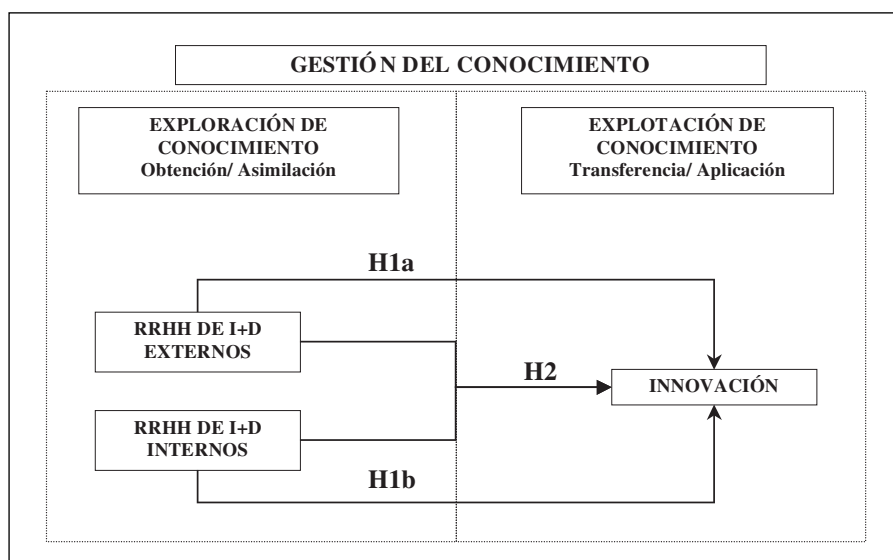 GESTIÓN DEL CONOCIMIENTO
EXPLORACIÓN DE
CONOCIMIENTO
Obtención/ Asimilación
EXPLOTACIÓN DE
CONOCIMIENTO
Transferencia/ Aplicación
H1a
RRHH DE I+D
EXTERNOS
H2
INNOVACIÓN
RRHH DE I+D
INTERNOS
H1b